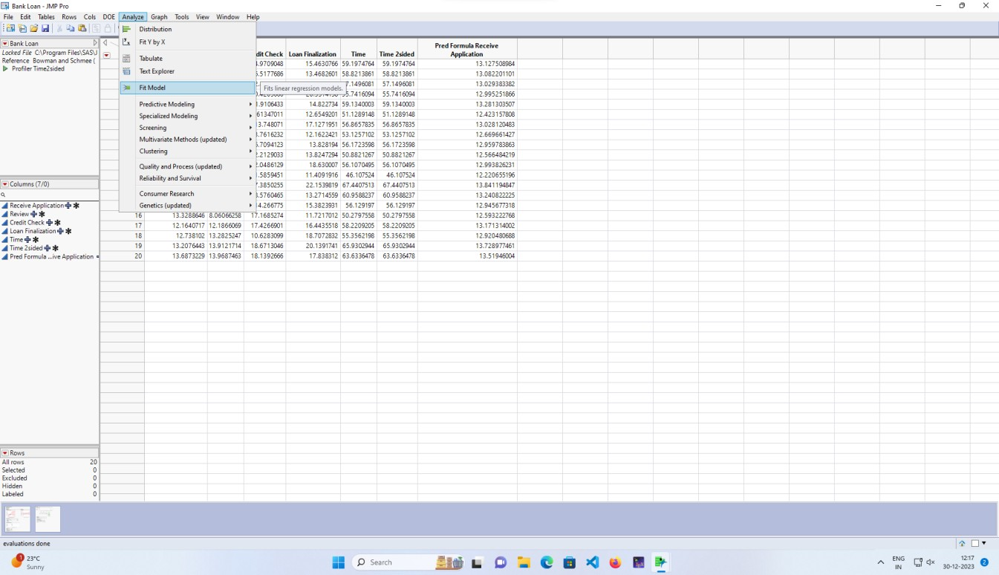 Bank Loan - JMP Pro
File Edit Tables Rows Cols DOE Analyze Graph Tools View Window Help
Bank Loan
Locked File C:\Program Files\SAS\J
Reference Bowman and Schmee (
Profiler Time2sided
Distribution
Fit Y by X
Tabulate
Text Explorer
Fit Model
Fits linear regression models.
Predictive Modeling
Specialized Modeling
Screening
Multivariate Methods (updated)
Clustering
Quality and Process (updated)
Reliability and Survival
Consumer Research
Genetics (updated)
dit Check Loan Finalization Time Time 2sided Pred Formula Receive Application
.9709048 15.4630766 59.1974764 59.1974764 13.127508984
.5177686 13.4682601 58.8213861 58.8213861 13.082201101
7.1496081 57.1496081 13.029383382
55.7416094 55.7416094 12.995251866
.9106433 14.822734 59.1340003 59.1340003 13.281303507
.61347011 12.6549201 51.1289148 51.1289148 12.423157808
3.748071 17.1271951 56.8657835 56.8657835 13.028120483
.7616232 12.1622421 53.1257102 53.1257102 12.669661427
.7094123 13.828194 56.1723598 56.1723598 12.959783863
.2129033 13.8247294 50.8821267 50.8821267 12.566484219
.0486129 18.630007 56.1070495 56.1070495 12.993826231
.5859451 11.4091916 46.107524 46.107524 12.220655196
.3850255 22.1539819 67.4407513 67.4407513 13.841194847
.5760465 13.2714559 60.9588237 60.9588237 13.240822225
4.266775 15.3823931 56.129197 56.129197 12.945677318
16 13.3288646 8.06066258 17.1685274 11.7217012 50.2797558 50.2797558 12.593222768
17 12.1640717 12.1866069 17.4266901 16.4435518 58.2209205 58.2209205 13.171314002
18 12.738102 13.2825247 10.6283099 18.7072832 55.3562198 55.3562198 12.920480688
19 13.2076443 13.9121714 18.6713046 20.1391741 65.9302944 65.9302944 13.728977461
20 13.6873229 13.9687463 18.1392666 17.838312 63.6336478 63.6336478 13.51946004
Columns (7/0)
Receive Application
Review
Credit Check
Loan Finalization
Time
Time 2sided
Pred Formula ...ive Application
Rows
All rows 20
Selected 0
Excluded 0
Hidden 0
Labeled 0
evaluations done
23°C
Sunny
1
Search
ENG
IN
12:17
30-12-2023
2